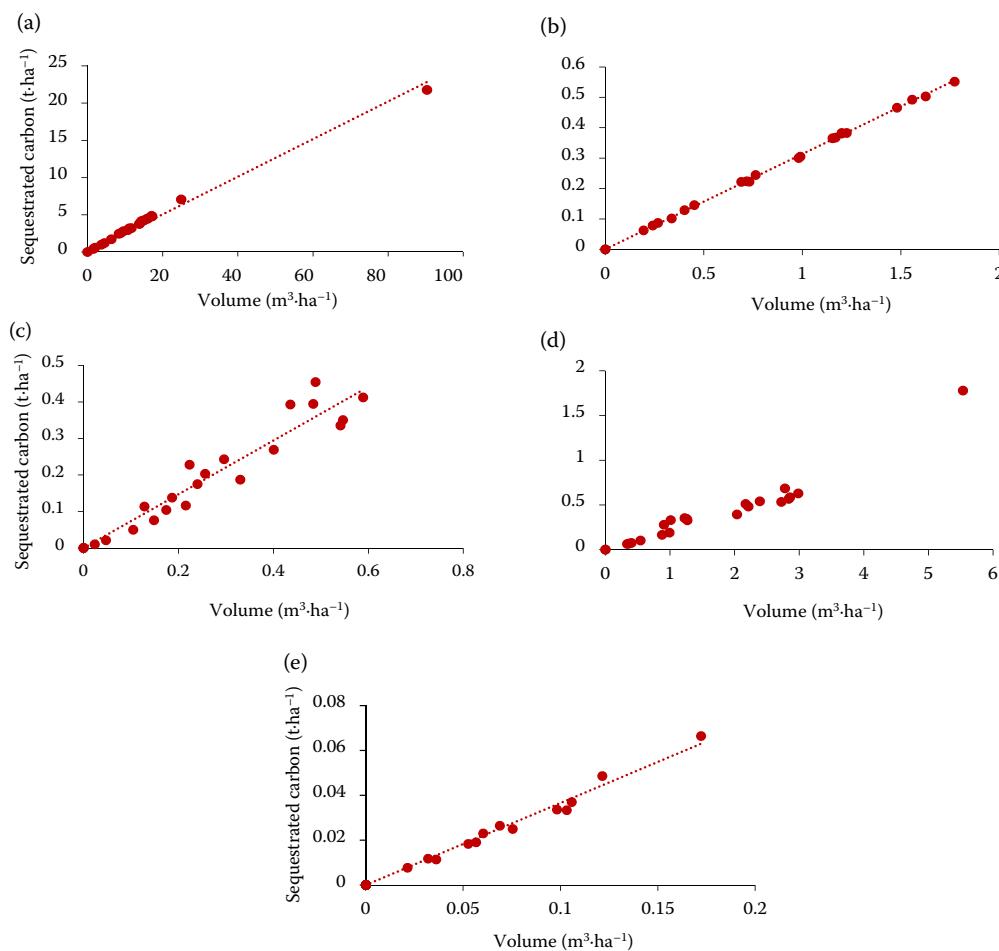 (a)
Sequestrated carbon (t·ha⁻¹)
25
20
15
10
5
0
0 20 40 60 80 100
Volume (m³·ha⁻¹)
(b)
0.6
0.5
0.4
0.3
0.2
0.1
0
0 0.5 1 1.5 2
Volume (m³·ha⁻¹)
(c)
Sequestrated carbon (t·ha⁻¹)
0.5
0.4
0.3
0.2
0.1
0
0 0.2 0.4 0.6 0.8
Volume (m³·ha⁻¹)
(d)
2
1.5
1
0.5
0
0 1 2 3 4 5 6
Volume (m³·ha⁻¹)
(e)
Sequestrated carbon (t·ha⁻¹)
0.08
0.06
0.04
0.02
0
0 0.05 0.1 0.15 0.2
Volume (m³·ha⁻¹)